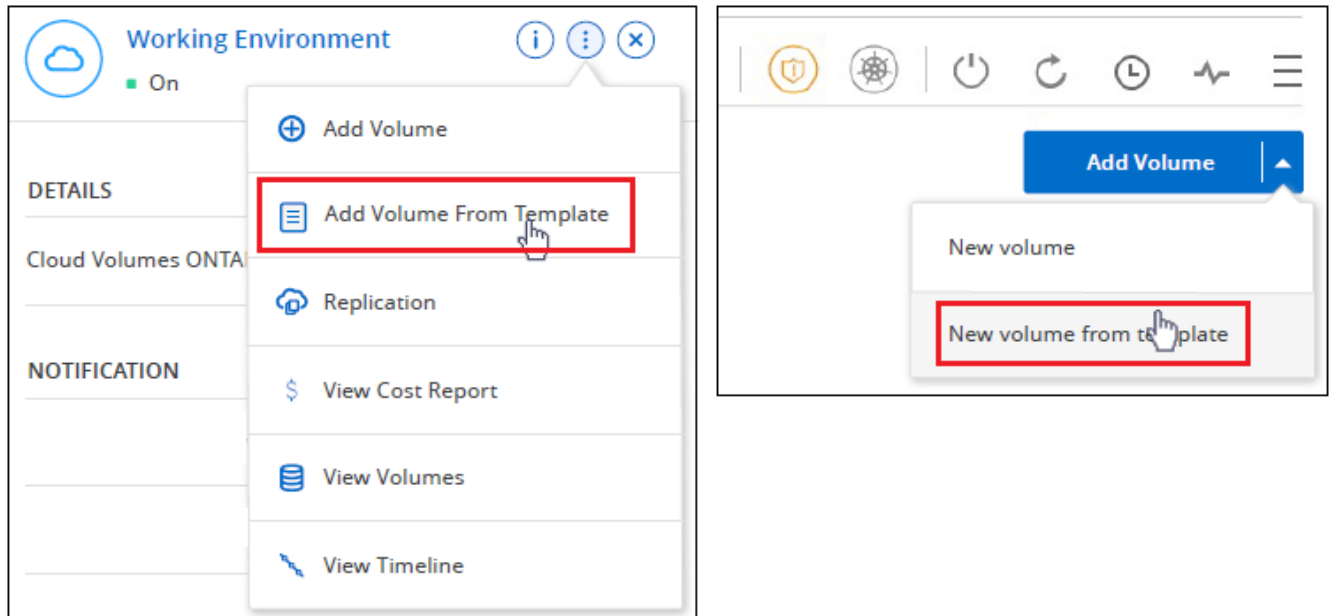 Working Environment
On
Add Volume
DETAILS
Add Volume From Template
Cloud Volumes ONTA
Replication
NOTIFICATION
View Cost Report
View Volumes
View Timeline
Add Volume
New volume
New volume from template